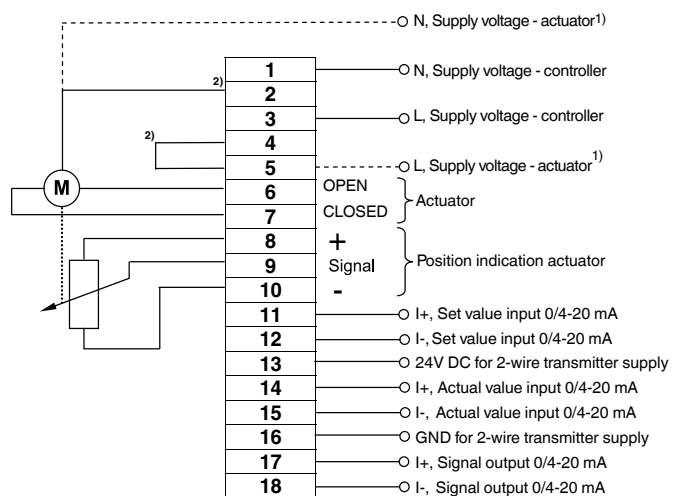 N, Supply voltage - actuator1)
2) 1 N, Supply voltage - controller
2
3 L, Supply voltage - controller
2) 4
5 L, Supply voltage - actuator1)
M 6 OPEN
Actuator
7 CLOSED
8 +
9 Signal Position indication actuator
10 -
11 I+, Set value input 0/4-20 mA
12 I-, Set value input 0/4-20 mA
13 24V DC for 2-wire transmitter supply
14 I+, Actual value input 0/4-20 mA
15 I-, Actual value input 0/4-20 mA
16 GND for 2-wire transmitter supply
17 I+, Signal output 0/4-20 mA
18 I-, Signal output 0/4-20 mA